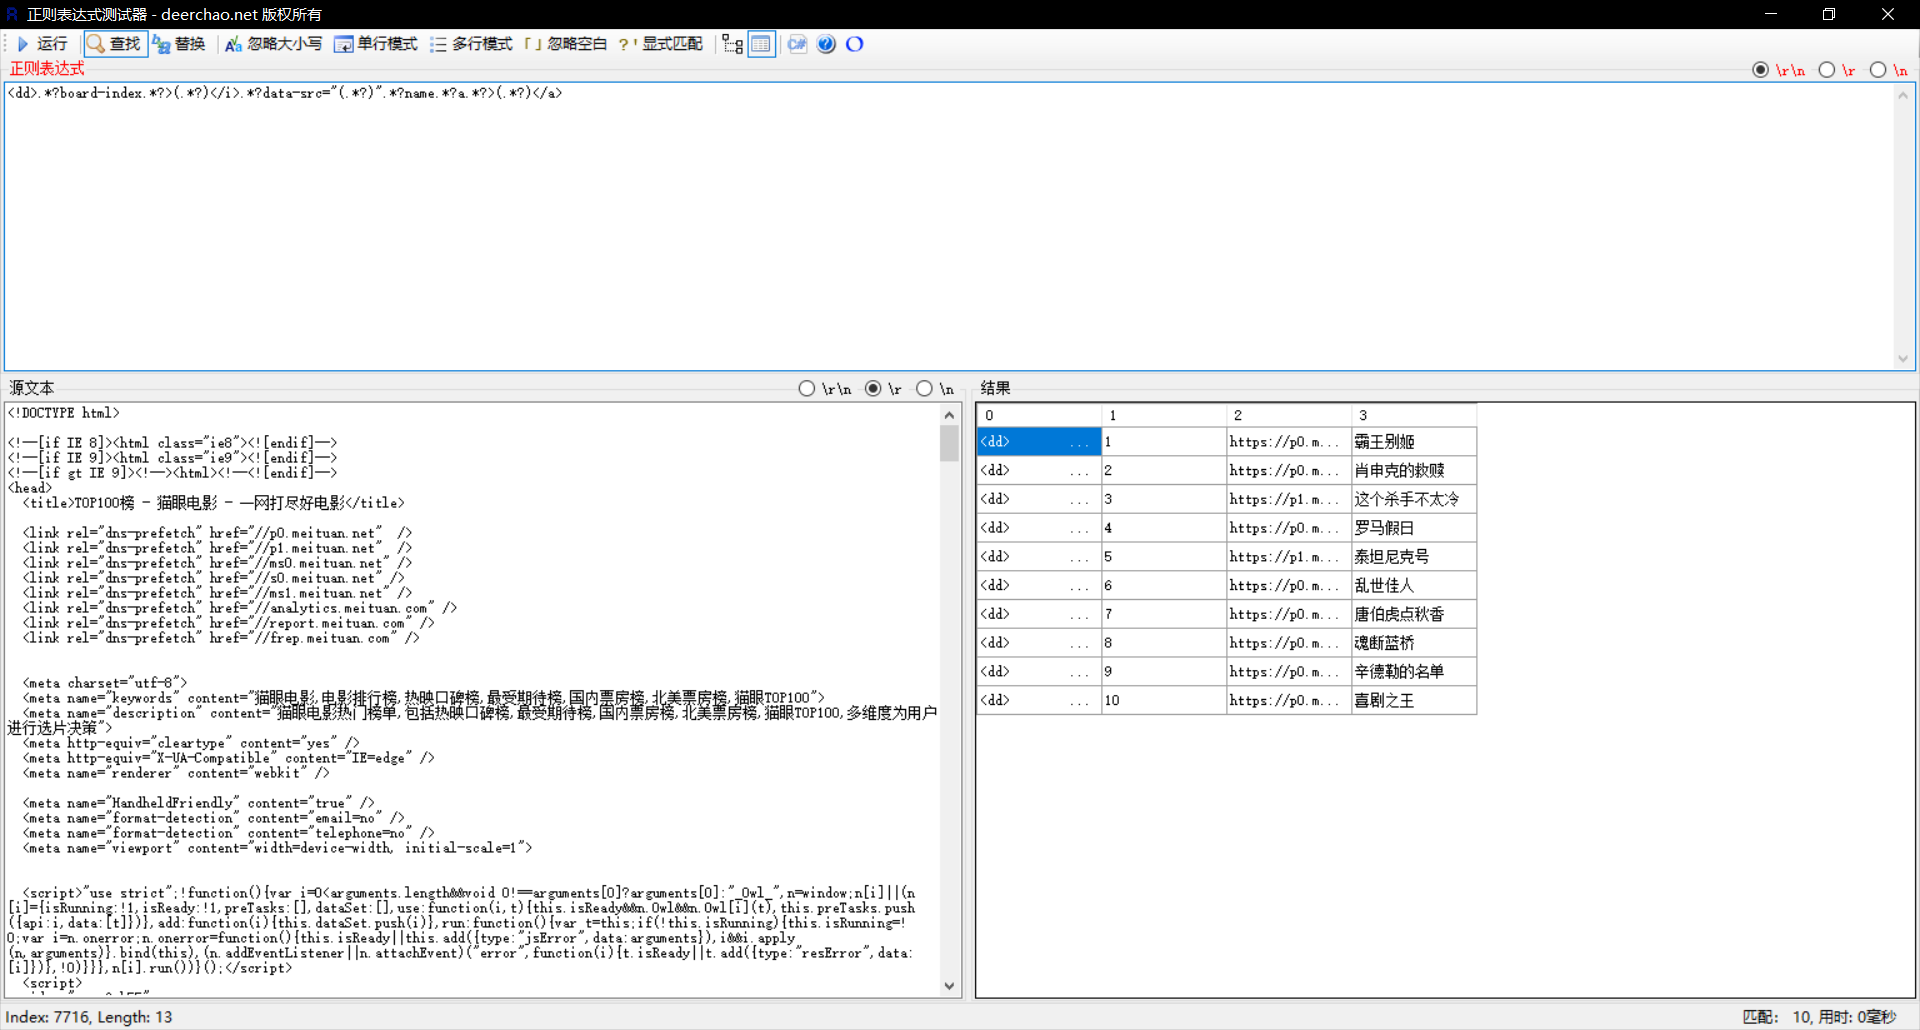 正则表达式测试器 - deerchao.net 版权所有
运行 查找 替换 忽略大小写 单行模式 多行模式 忽略空白 显式匹配
正则表达式 \r\n \r \n
<dd>.*?board-index.*?>(.*?)</i>.*?data-src="(.*?)".*?name.*?a.*?>(.*?)</a>
源文本 \r\n \r \n
<!DOCTYPE html>
<!--[if IE 8]><html class="ie8"><![endif]-->
<!--[if IE 9]><html class="ie9"><![endif]-->
<!--[if gt IE 9]><!--><html><!--<![endif]-->
<head>
<title>TOP100榜 - 猫眼电影 - 一网打尽好电影</title>
<link rel="dns-prefetch" href="//p0.meituan.net"  />
<link rel="dns-prefetch" href="//p1.meituan.net"  />
<link rel="dns-prefetch" href="//ms0.meituan.net" />
<link rel="dns-prefetch" href="//s0.meituan.net" />
<link rel="dns-prefetch" href="//ms1.meituan.net" />
<link rel="dns-prefetch" href="//analytics.meituan.com" />
<link rel="dns-prefetch" href="//report.meituan.com" />
<link rel="dns-prefetch" href="//frep.meituan.com" />
<meta charset="utf-8">
<meta name="keywords" content="猫眼电影,电影排行榜,热映口碑榜,最受期待榜,国内票房榜,北美票房榜,猫眼TOP100">
<meta name="description" content="猫眼电影热门榜单,包括热映口碑榜,最受期待榜,国内票房榜,北美票房榜,猫眼TOP100,多维度为用户
进行选片决策">
<meta http-equiv="cleartype" content="yes" />
<meta http-equiv="X-UA-Compatible" content="IE=edge" />
<meta name="renderer" content="webkit" />
<meta name="HandheldFriendly" content="true" />
<meta name="format-detection" content="email=no" />
<meta name="format-detection" content="telephone=no" />
<meta name="viewport" content="width=device-width, initial-scale=1">
<script>"use strict";!function(){var i=0<arguments.length&&void 0!==arguments[0]?arguments[0]:"_Owl_",n=window;n[i]||(n
[i]={isRunning:!1,isReady:!1,preTasks:[],dataSet:[],use:function(i,t){this.isReady&&n.Owl&&n.Owl[i](t),this.preTasks.push
({api:i,data:[t]})},add:function(i){this.dataSet.push(i)},run:function(){var t=this;if(!this.isRunning){this.isRunning=!
0;var i=n.onerror;n.onerror=function(){this.isReady||this.add({type:"jsError",data:arguments}),i&&i.apply
(n,arguments)}.bind(this),(n.addEventListener||n.attachEvent)("error",function(i){t.isReady||t.add({type:"resError",data:
[i]})},!0)}}},n[i].run())}();</script>
<script>
结果
0 1 2 3
<dd> ... 1 https://p0.m... 霸王别姬
<dd> ... 2 https://p0.m... 肖申克的救赎
<dd> ... 3 https://p1.m... 这个杀手不太冷
<dd> ... 4 https://p0.m... 罗马假日
<dd> ... 5 https://p1.m... 泰坦尼克号
<dd> ... 6 https://p0.m... 乱世佳人
<dd> ... 7 https://p0.m... 唐伯虎点秋香
<dd> ... 8 https://p0.m... 魂断蓝桥
<dd> ... 9 https://p0.m... 辛德勒的名单
<dd> ... 10 https://p0.m... 喜剧之王
Index: 7716, Length: 13
匹配： 10, 用时: 0毫秒